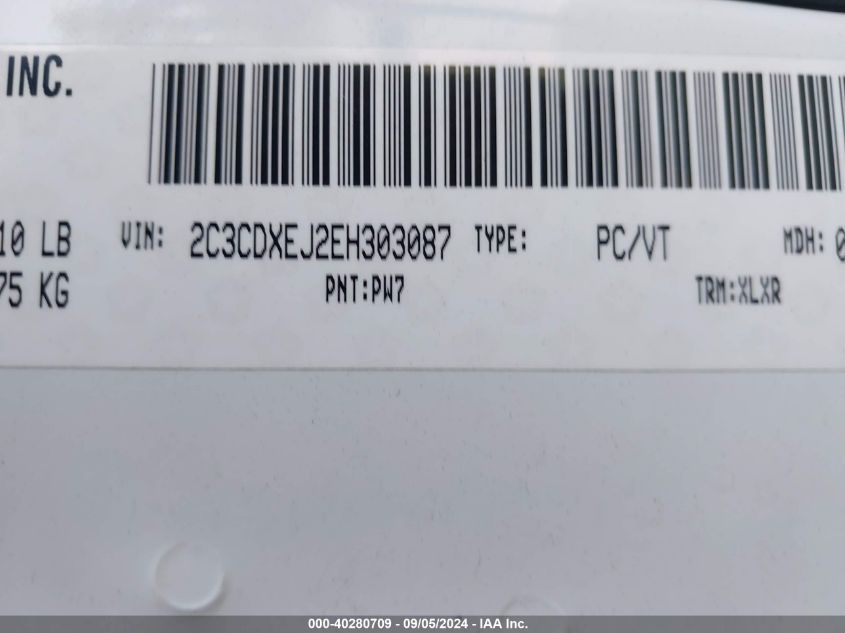 INC.
10 LB VIN: 2C3CDXEJ2EH303087 TYPE: PC/VT MDH: 0
75 KG PNT:PW7 TRM:XLXR
000-40280709 - 09/05/2024 - IAA Inc.